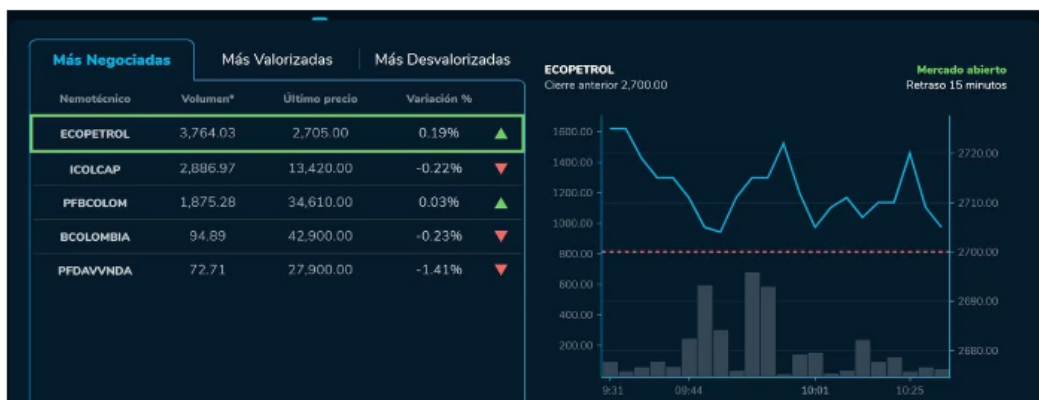 Más Negociadas Más Valorizadas Más Desvalorizadas
Nemotécnico Volumen* Último precio Variación %
ECOPETROL 3,764.03 2,705.00 0.19%
ICOLCAP 2,886.97 13,420.00 -0.22%
PFBCOLOM 1,875.28 34,610.00 0.03%
BCOLOMBIA 94.89 42,900.00 -0.23%
PFDAVVNDA 72.71 27,900.00 -1.41%
ECOPETROL
Cierre anterior 2,700.00
Mercado abierto
Retraso 15 minutos
1600.00
1400.00
1200.00
1000.00
800.00
600.00
400.00
200.00
2720.00
2710.00
2700.00
2690.00
2680.00
9:31 09:44 10:01 10:25